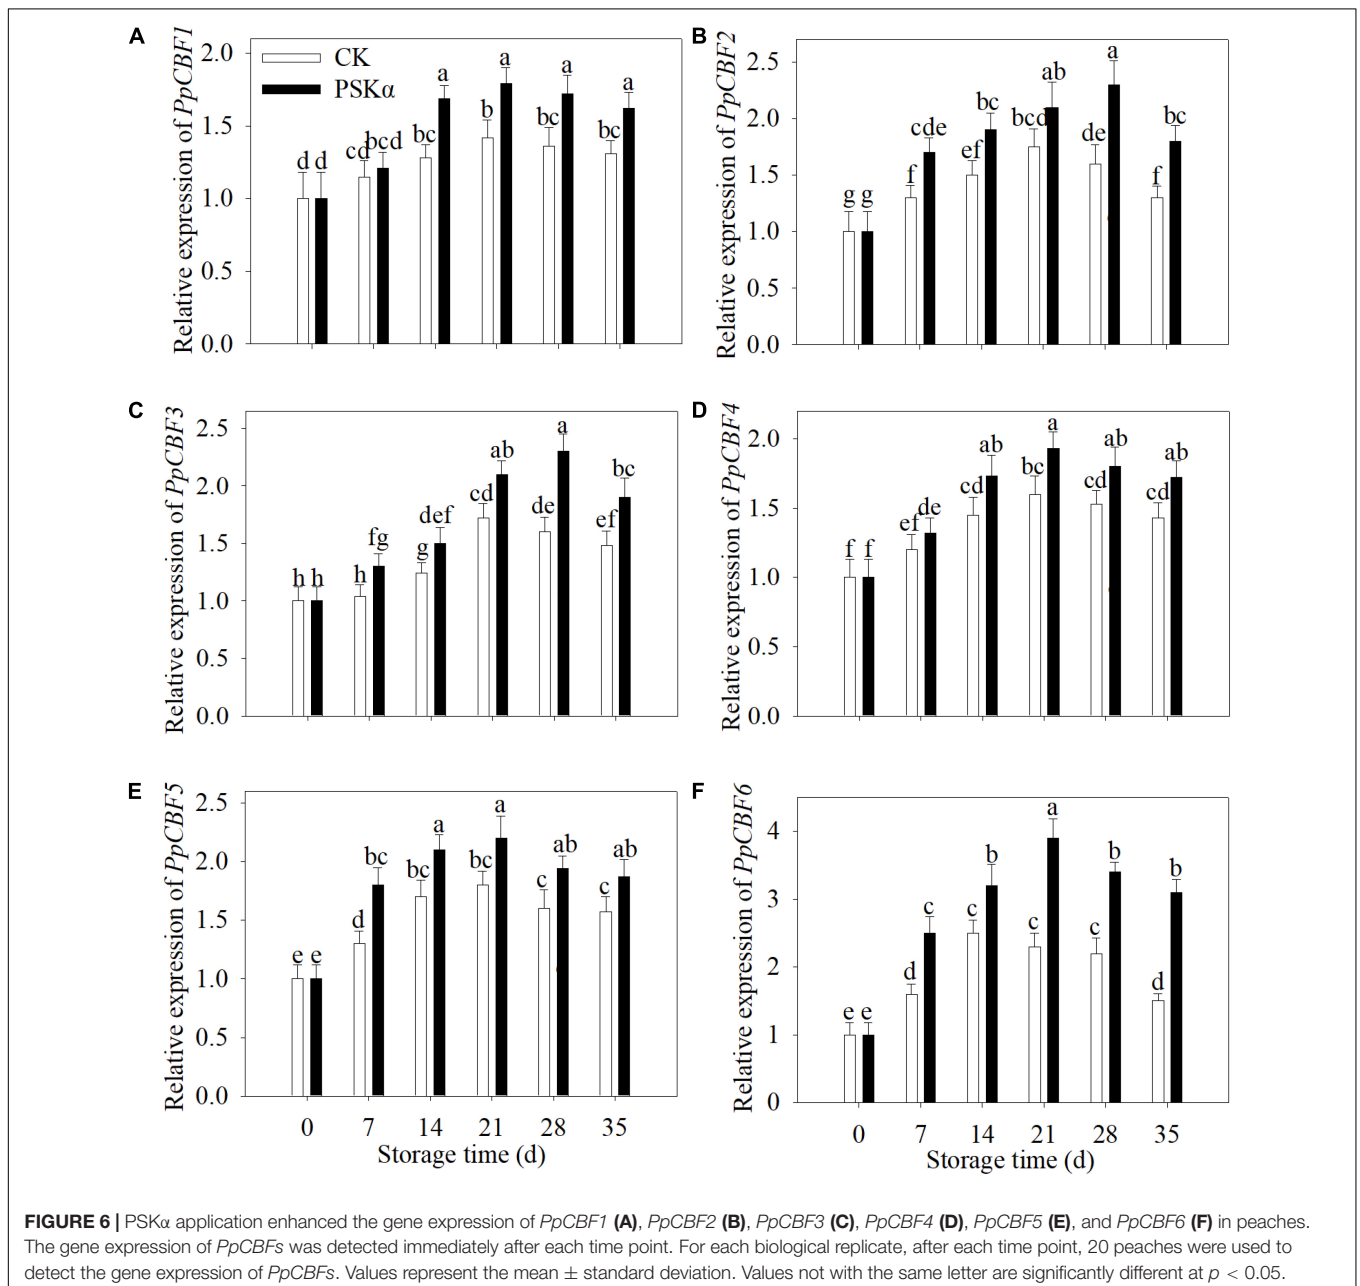 A
Relative expression of PpCBF1
2.0
1.5
1.0
0.5
0.0
CK
PSKα
d d cd bcd bc a b a bc a bc a
B
Relative expression of PpCBF2
2.5
2.0
1.5
1.0
0.5
0.0
g g f cde ef bc bcd ab de a f bc
C
Relative expression of PpCBF3
2.5
2.0
1.5
1.0
0.5
0.0
h h h fg g def cd ab de a ef bc
D
Relative expression of PpCBF4
2.0
1.5
1.0
0.5
0.0
f f ef de cd ab bc a cd ab cd ab
E
Relative expression of PpCBF5
2.5
2.0
1.5
1.0
0.5
0.0
e e d bc bc a bc a c ab c ab
0 7 14 21 28 35
Storage time (d)
F
Relative expression of PpCBF6
4
3
2
1
0
e e d c c b c a c b d b
0 7 14 21 28 35
Storage time (d)
FIGURE 6 | PSKα application enhanced the gene expression of PpCBF1 (A), PpCBF2 (B), PpCBF3 (C), PpCBF4 (D), PpCBF5 (E), and PpCBF6 (F) in peaches.
The gene expression of PpCBFs was detected immediately after each time point. For each biological replicate, after each time point, 20 peaches were used to
detect the gene expression of PpCBFs. Values represent the mean ± standard deviation. Values not with the same letter are significantly different at p < 0.05.